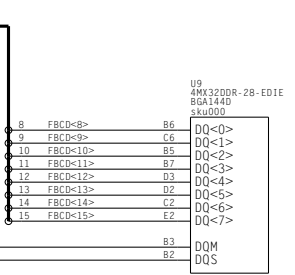 U9
4MX32DDR-28-EDIE
BGA144D
sku000
8 FBCD<8> B6 DQ<0>
9 FBCD<9> C6 DQ<1>
10 FBCD<10> B5 DQ<2>
11 FBCD<11> B7 DQ<3>
12 FBCD<12> D3 DQ<4>
13 FBCD<13> D2 DQ<5>
14 FBCD<14> C2 DQ<6>
15 FBCD<15> E2 DQ<7>
B3 DQM
B2 DQS